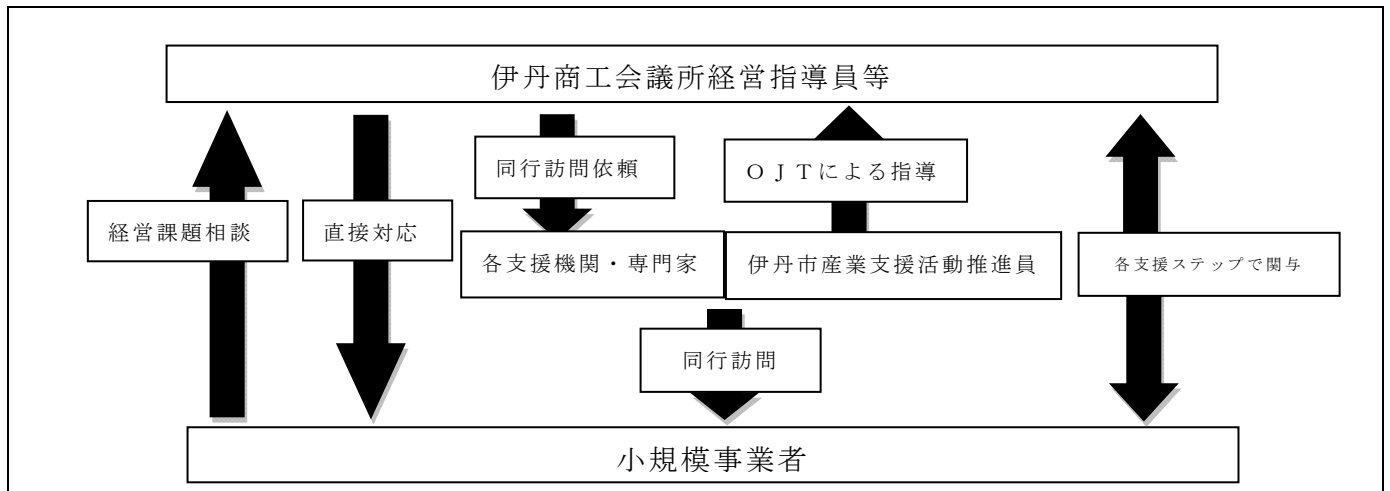 伊丹商工会議所経営指導員等
同行訪問依頼
ＯＪＴによる指導
経営課題相談
直接対応
各支援機関・専門家
伊丹市産業支援活動推進員
各支援ステップで関与
同行訪問
小規模事業者